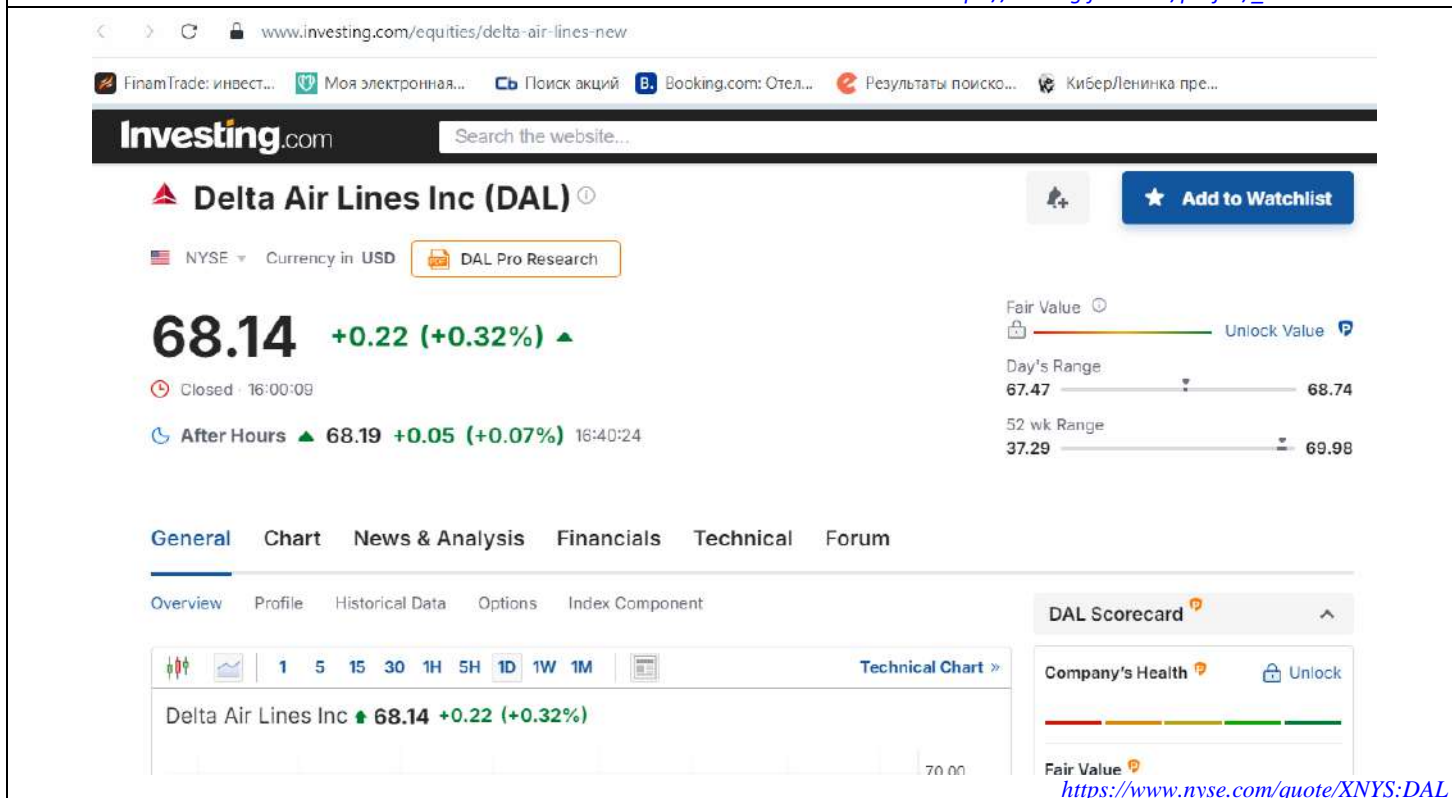 www.investing.com/equities/delta-air-lines-new
FinamTrade: инвест... Моя электронная... Сь Поиск акций B. Booking.com: Отел... Результаты поиско... КиберЛенинка пре...
Investing.com Search the website...
Delta Air Lines Inc (DAL)
Add to Watchlist
NYSE Currency in USD DAL Pro Research
68.14 +0.22 (+0.32%)
Fair Value
Unlock Value
Closed · 16:00:09
Day's Range
67.47 68.74
After Hours 68.19 +0.05 (+0.07%) 16:40:24
52 wk Range
37.29 69.98
General Chart News & Analysis Financials Technical Forum
Overview Profile Historical Data Options Index Component
DAL Scorecard
1 5 15 30 1H 5H 1D 1W 1M Technical Chart »
Company's Health Unlock
Delta Air Lines Inc 68.14 +0.22 (+0.32%)
70.00
Fair Value
https://www.nyse.com/quote/XNYS:DAL